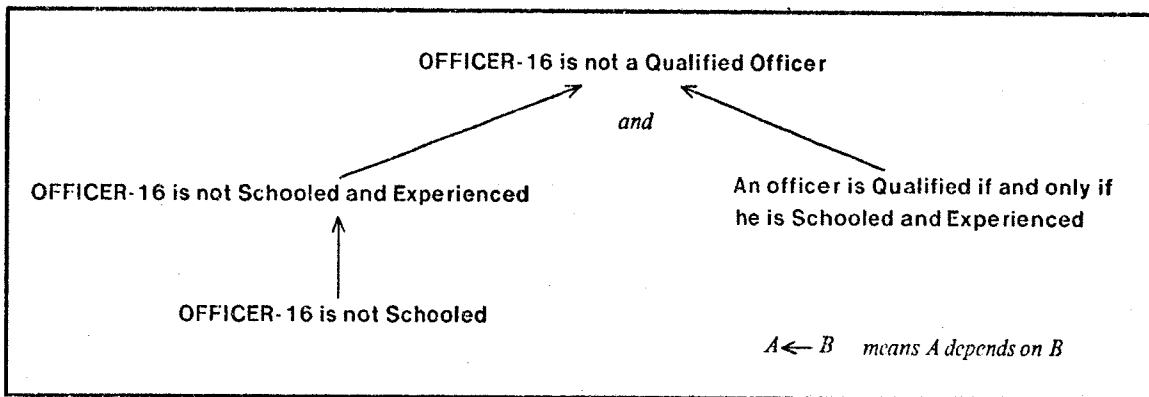 OFFICER-16 is not a Qualified Officer
and
OFFICER-16 is not Schooled and Experienced
An officer is Qualified if and only if
he is Schooled and Experienced
OFFICER-16 is not Schooled
A ← B means A depends on B